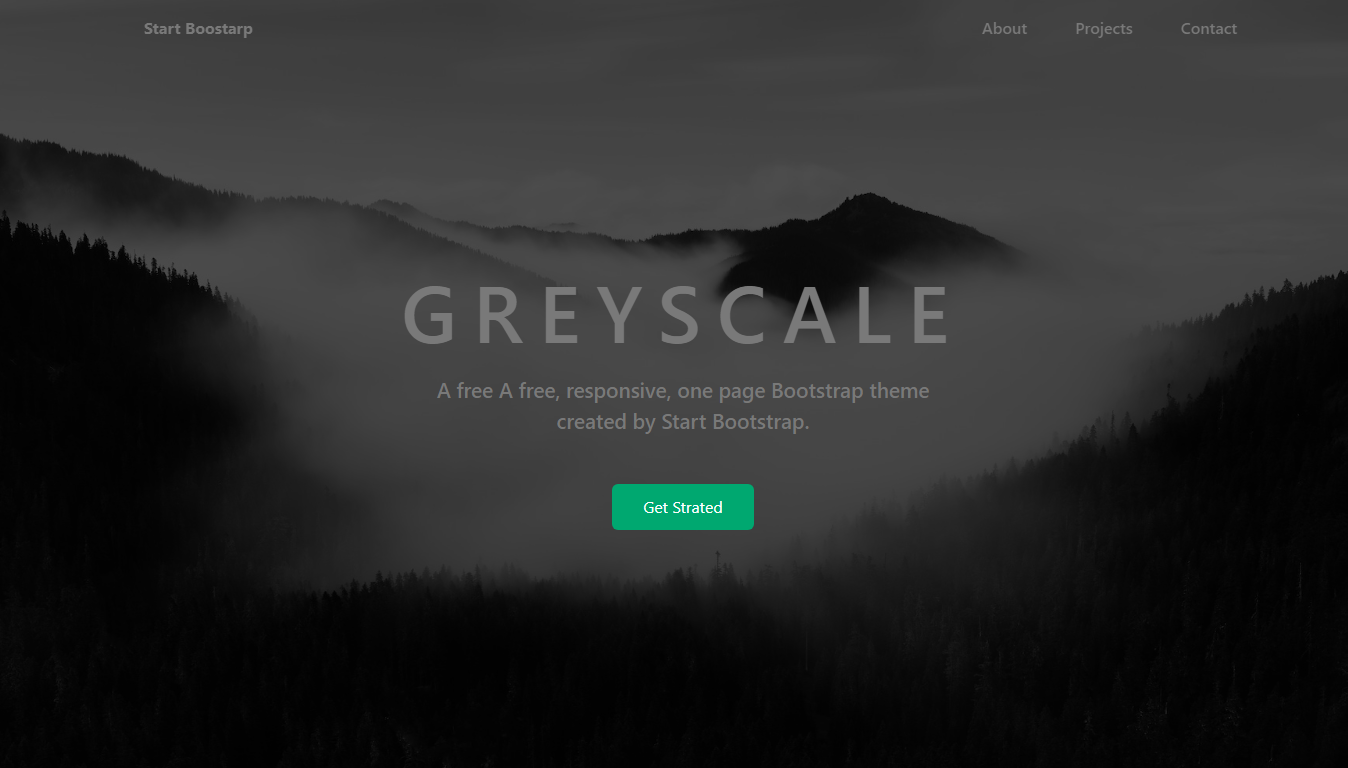 Start Boostarp
About Projects Contact
GREYSCALE
A free A free, responsive, one page Bootstrap theme
created by Start Bootstrap.
Get Strated